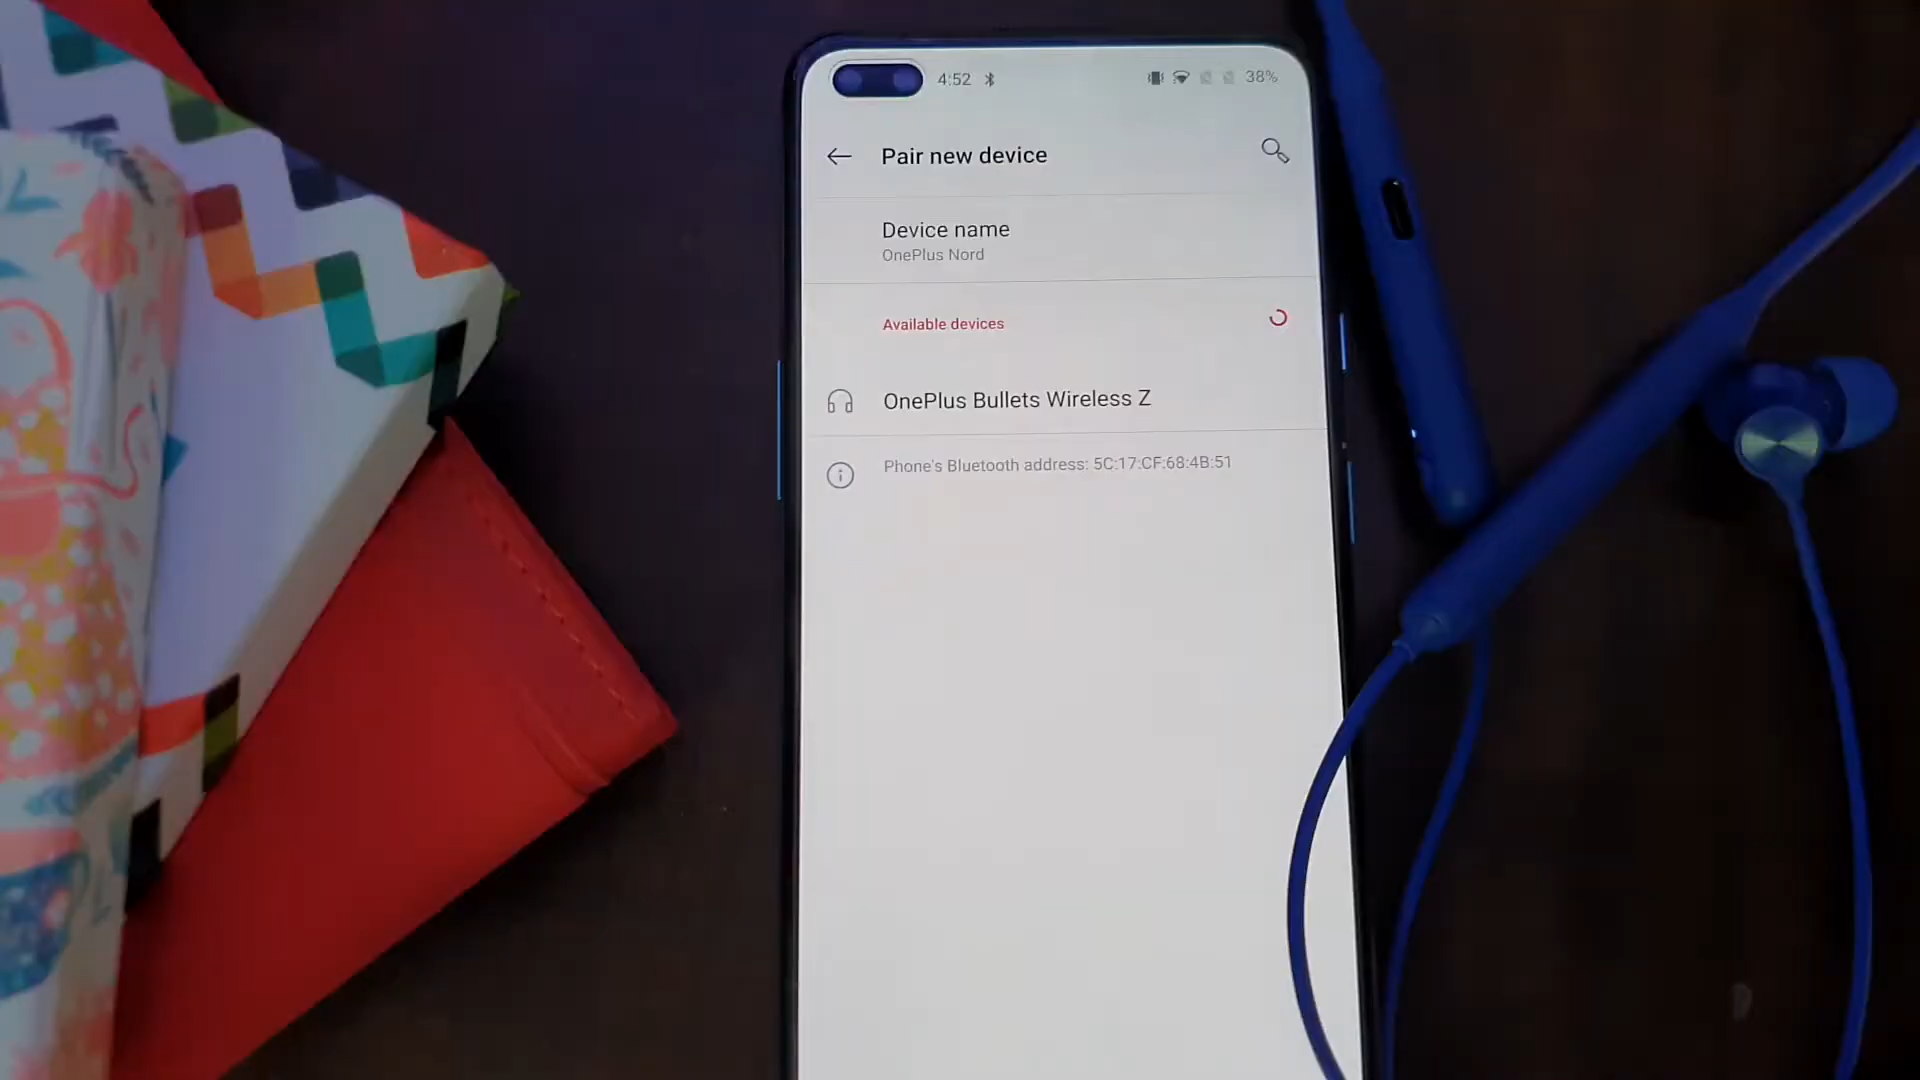 4:52
38%
Pair new device
Device name
OnePlus Nord
Available devices
OnePlus Bullets Wireless Z
Phone's Bluetooth address: 5C:17:CF:68:4B:51